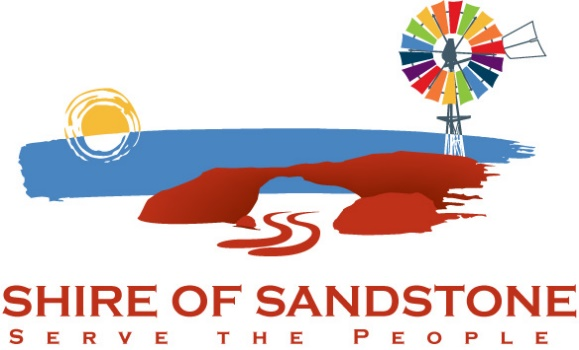 SHIRE OF SANDSTONE
SERVE THE PEOPLE